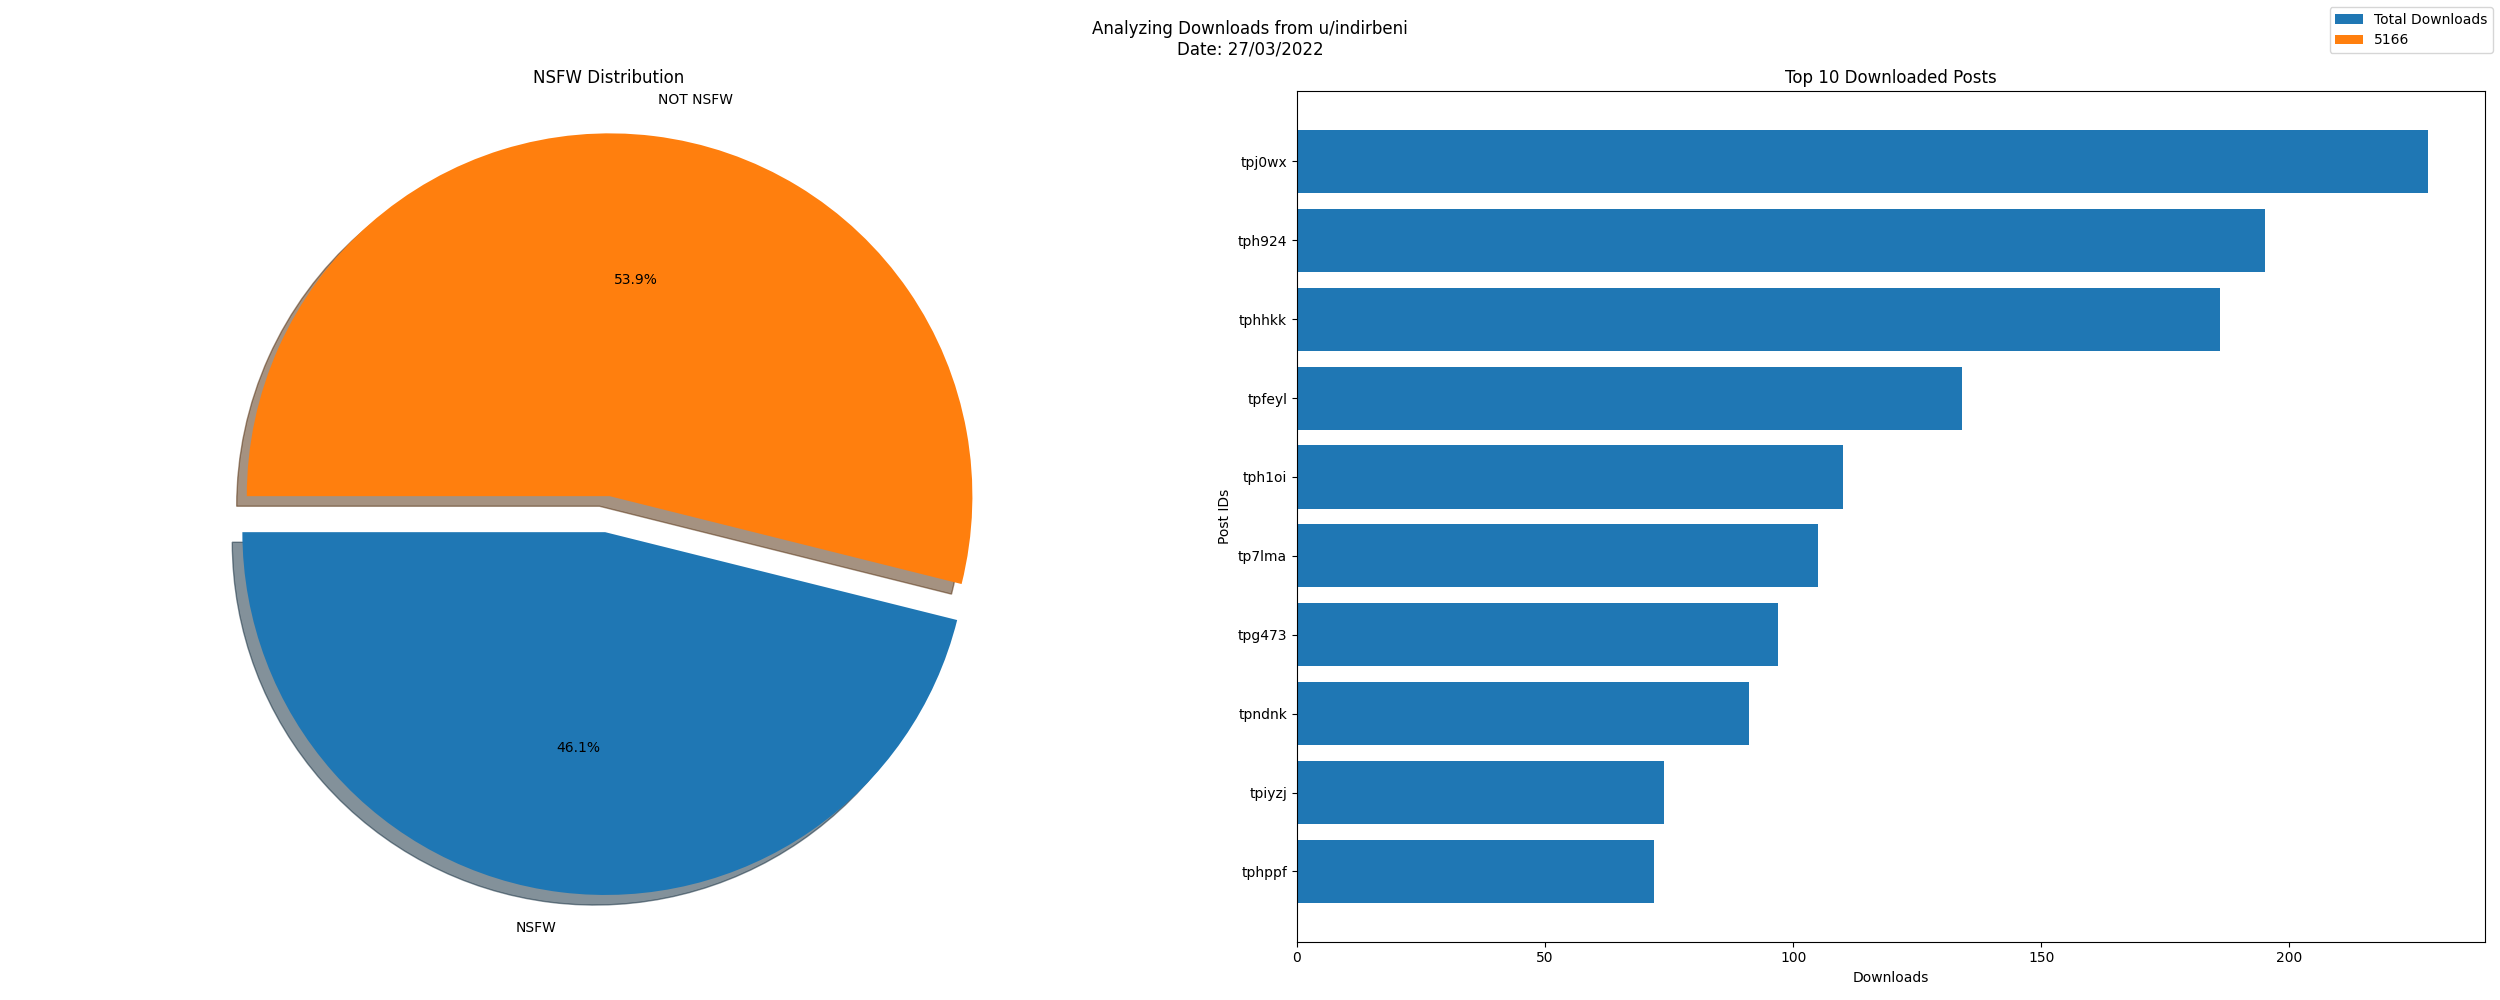 Analyzing Downloads from u/indirbeni
Date: 27/03/2022
Total Downloads
5166
NSFW Distribution
NOT NSFW
53.9%
46.1%
NSFW
Top 10 Downloaded Posts
Post IDs
tpj0wx
tph924
tphhkk
tpfeyl
tph1oi
tp7lma
tpg473
tpndnk
tpiyzj
tphppf
0 50 100 150 200
Downloads